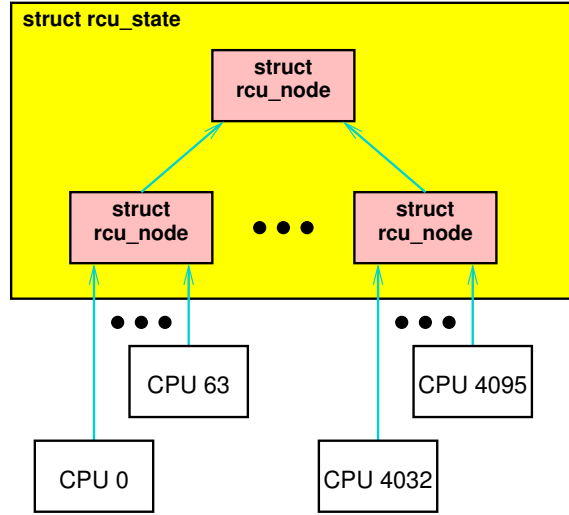 struct rcu_state
struct
rcu_node
struct
rcu_node
struct
rcu_node
CPU 63
CPU 4095
CPU 0
CPU 4032